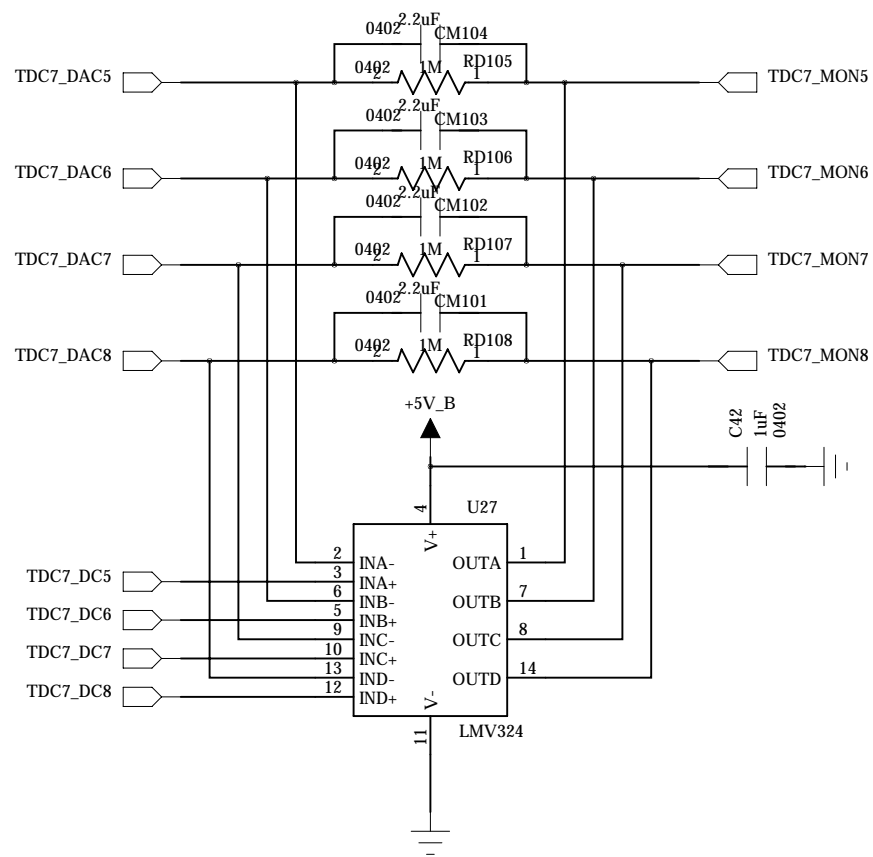 2.2uF
0402 CM104
TDC7_DAC5 0402 2 1M 1 RD105 TDC7_MON5
2.2uF
0402 CM103
TDC7_DAC6 0402 2 1M 1 RD106 TDC7_MON6
2.2uF
0402 CM102
TDC7_DAC7 0402 2 1M 1 RD107 TDC7_MON7
2.2uF
0402 CM101
TDC7_DAC8 0402 2 1M 1 RD108 TDC7_MON8
+5V_B
C42
1uF
0402
4 U27
V+
2 INA- OUTA 1
TDC7_DC5 3 INA+
6 INB- OUTB 7
TDC7_DC6 5 INB+
9 INC- OUTC 8
TDC7_DC7 10 INC+
13 IND- OUTD 14
TDC7_DC8 12 IND+
V-
11 LMV324